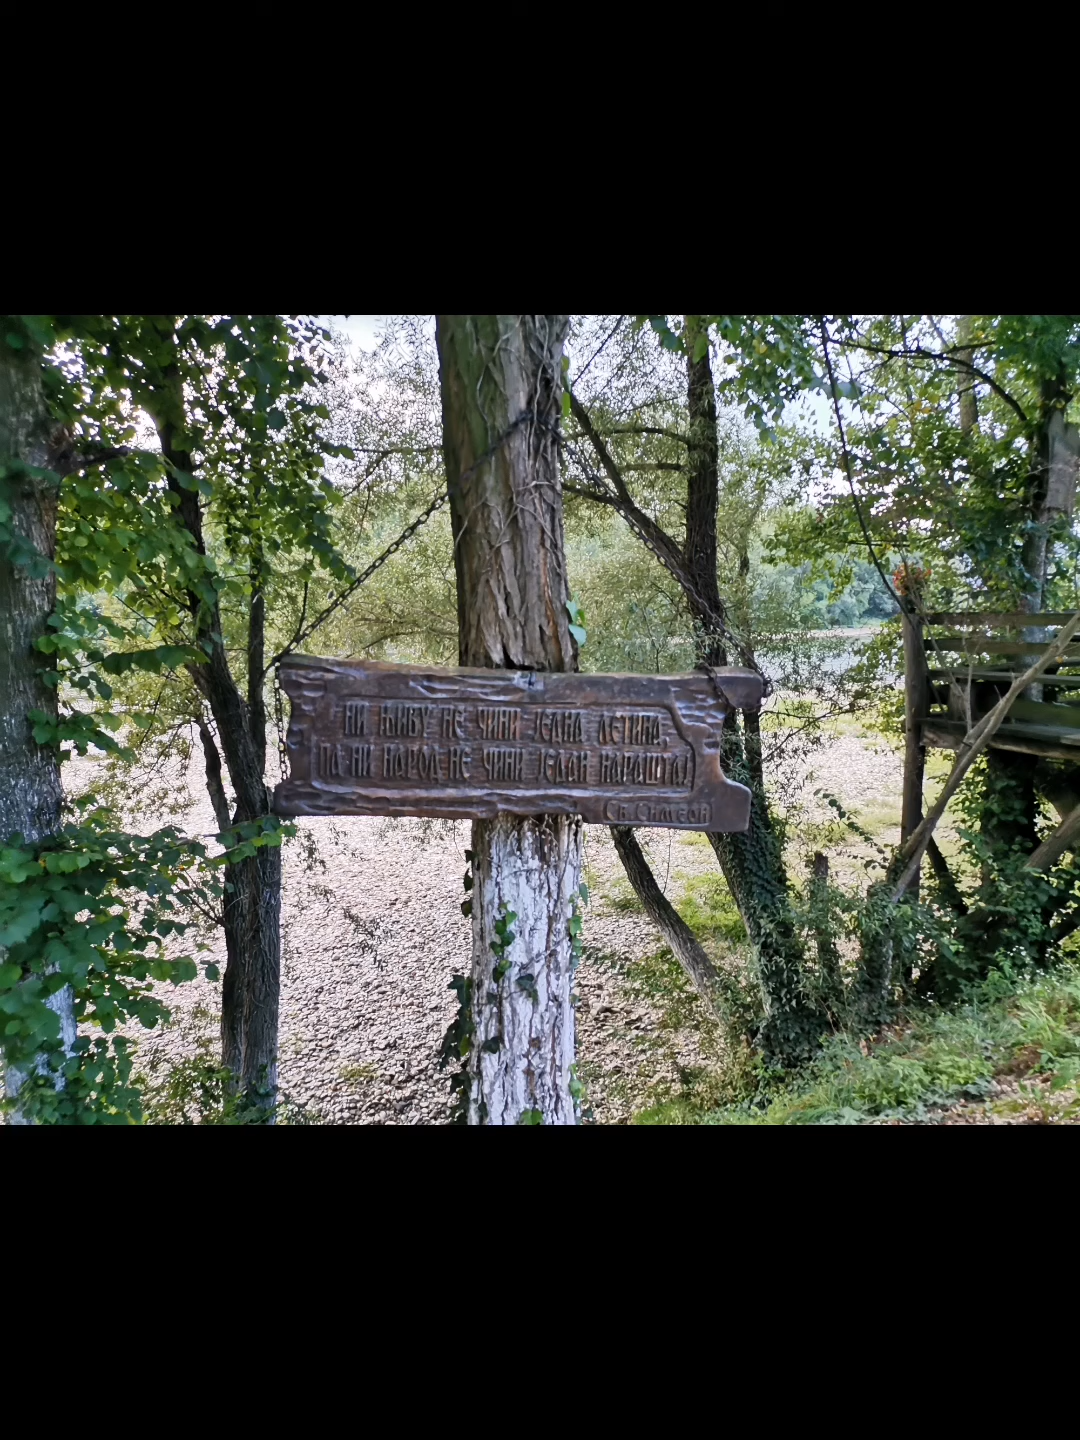 НИ ЊИВУ НЕ ЧИНИ ЈЕДНА ЛЕТИНА,
ПА НИ НАРОД НЕ ЧИНИ ЈЕДАН НАРАШТАЈ
СВ. СИМЕОН